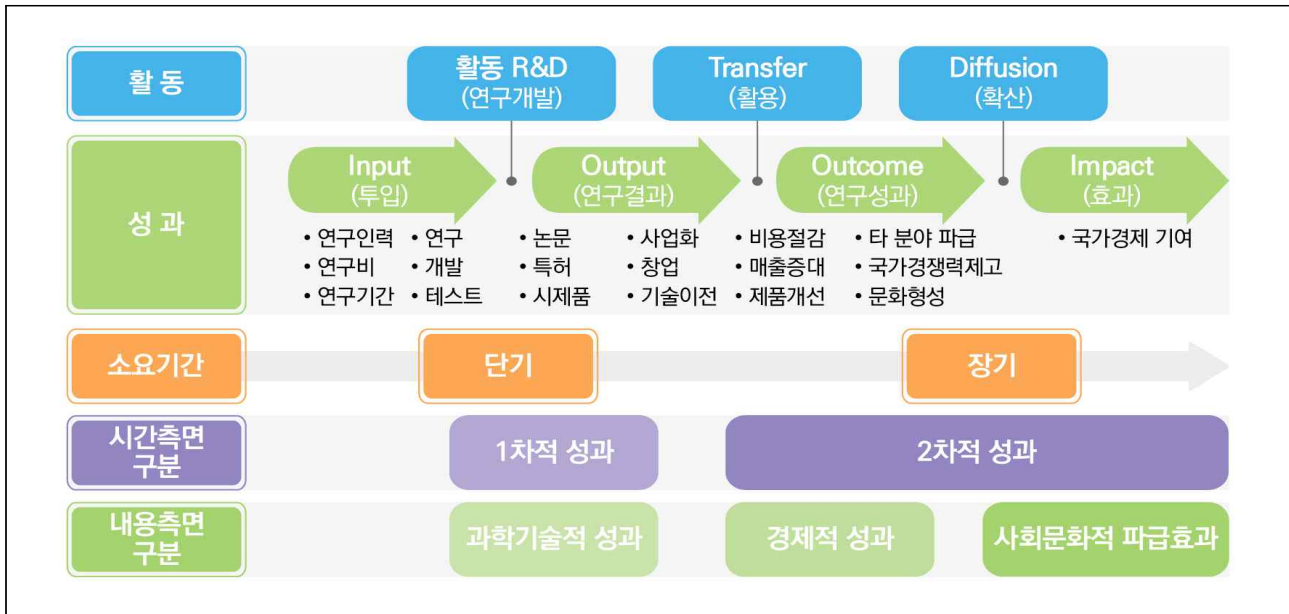 활 동
활동 R&D
(연구개발)
Transfer
(활용)
Diffusion
(확산)
성 과
Input
(투입)
Output
(연구결과)
Outcome
(연구성과)
Impact
(효과)
• 연구인력
• 연구비
• 연구기간
• 연구
• 개발
• 테스트
• 논문
• 특허
• 시제품
• 사업화
• 창업
• 기술이전
• 비용절감
• 매출증대
• 제품개선
• 타 분야 파급
• 국가경쟁력제고
• 문화형성
• 국가경제 기여
소요기간
단기
장기
시간측면
구분
1차적 성과
2차적 성과
내용측면
구분
과학기술적 성과
경제적 성과
사회문화적 파급효과